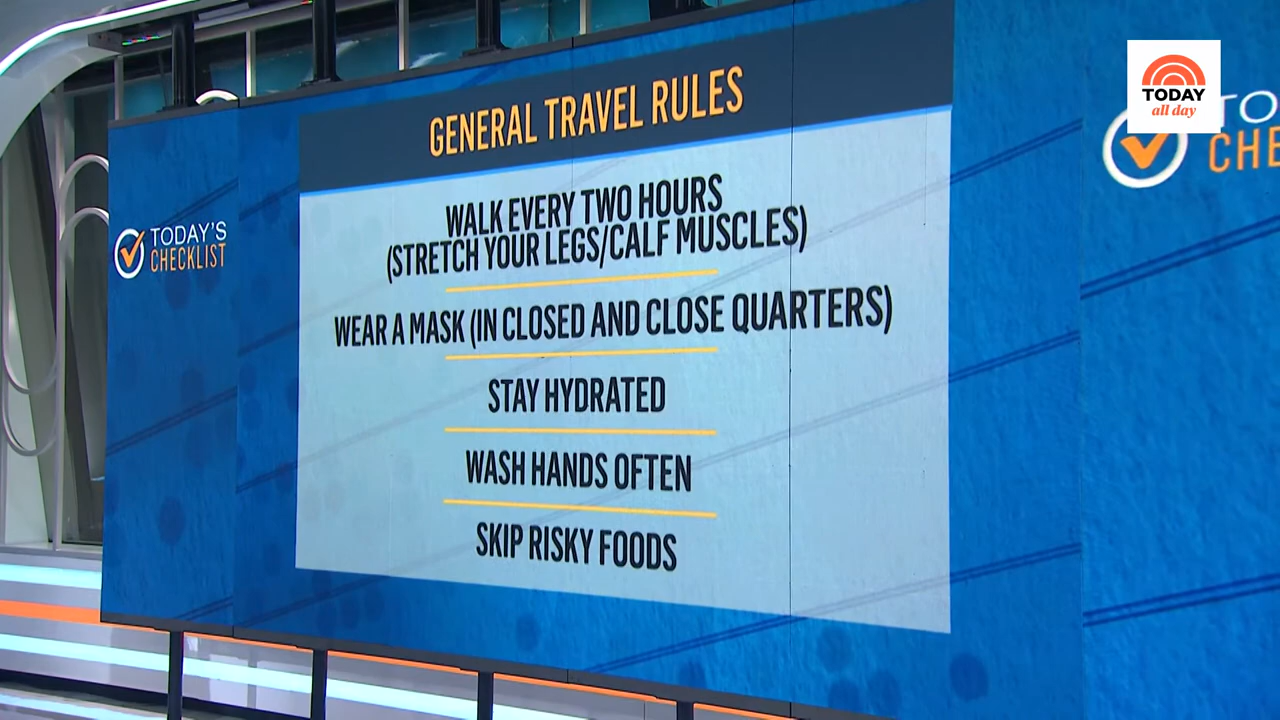 TODAY
all day
GENERAL TRAVEL RULES
WALK EVERY TWO HOURS
(STRETCH YOUR LEGS/CALF MUSCLES)
WEAR A MASK (IN CLOSED AND CLOSE QUARTERS)
STAY HYDRATED
WASH HANDS OFTEN
SKIP RISKY FOODS
TODAY'S
CHECKLIST
TO
CHE